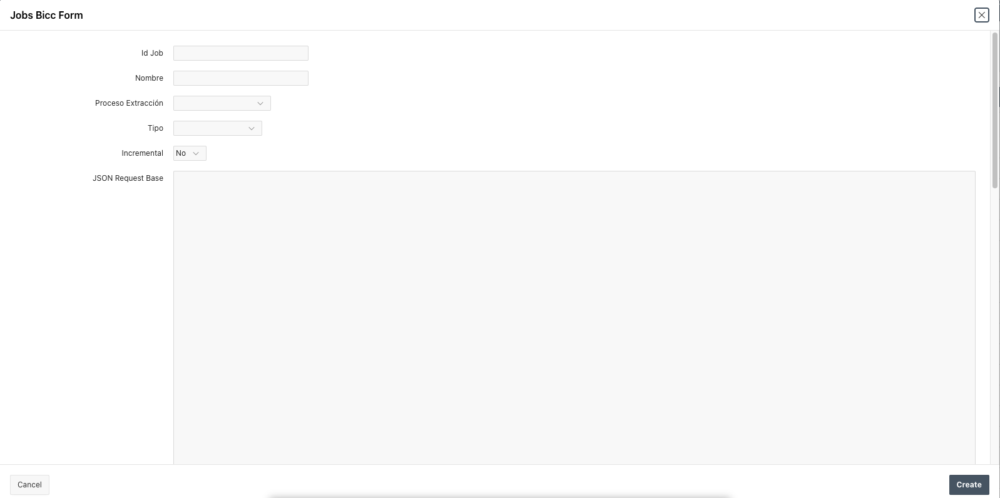 Jobs Bicc Form
Id Job
Nombre
Proceso Extracción
Tipo
Incremental No
JSON Request Base
Cancel Create